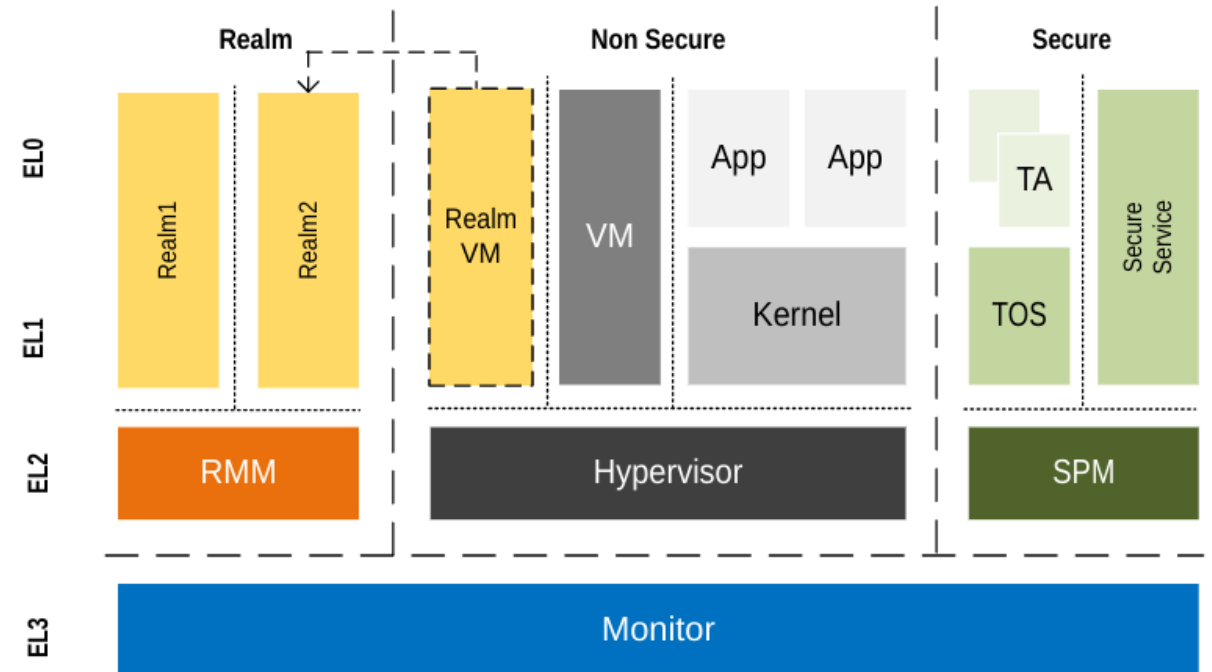 Realm
Non Secure
Secure
EL0
Realm1
Realm2
Realm
VM
VM
App
App
TA
Secure
Service
EL1
Kernel
TOS
EL2
RMM
Hypervisor
SPM
EL3
Monitor